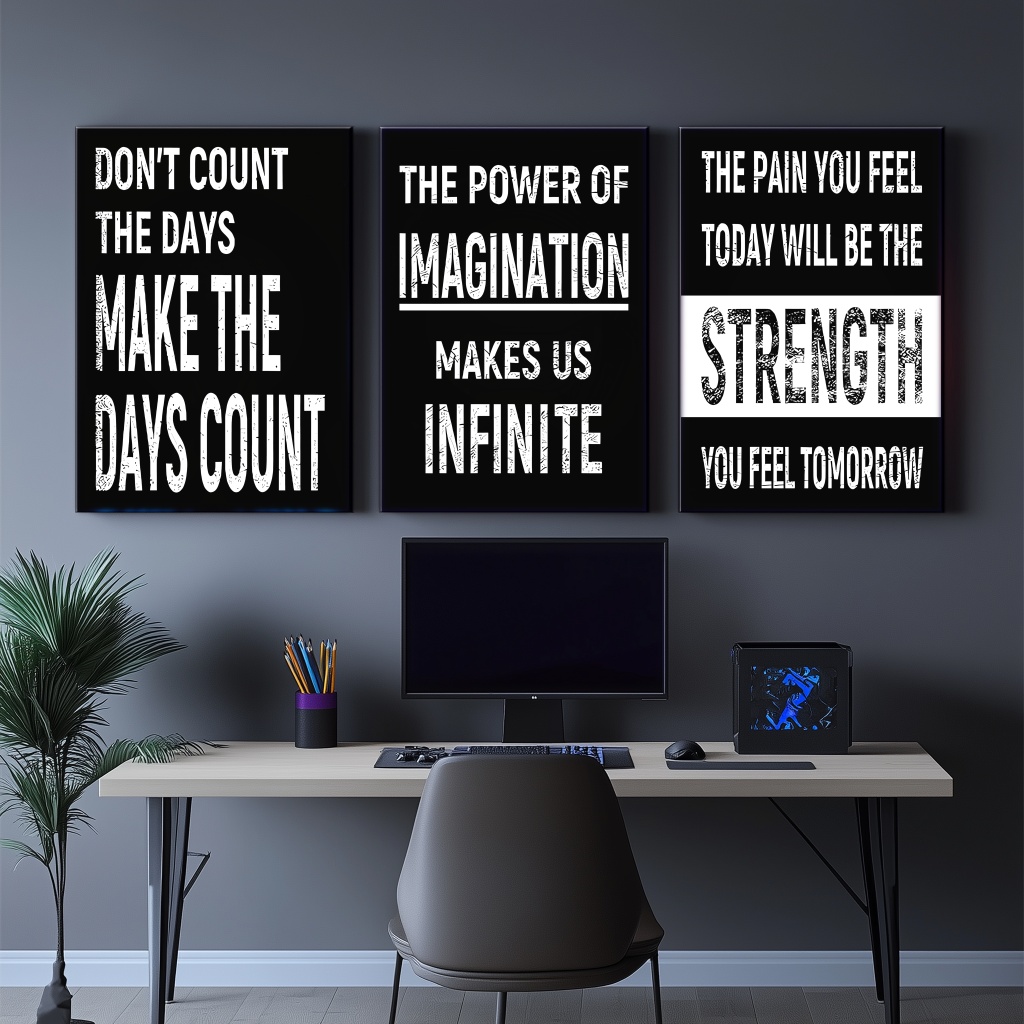 DON'T COUNT
THE DAYS
MAKE THE
DAYS COUNT
THE POWER OF
IMAGINATION
MAKES US
INFINITE
THE PAIN YOU FEEL
TODAY WILL BE THE
STRENGTH
YOU FEEL TOMORROW